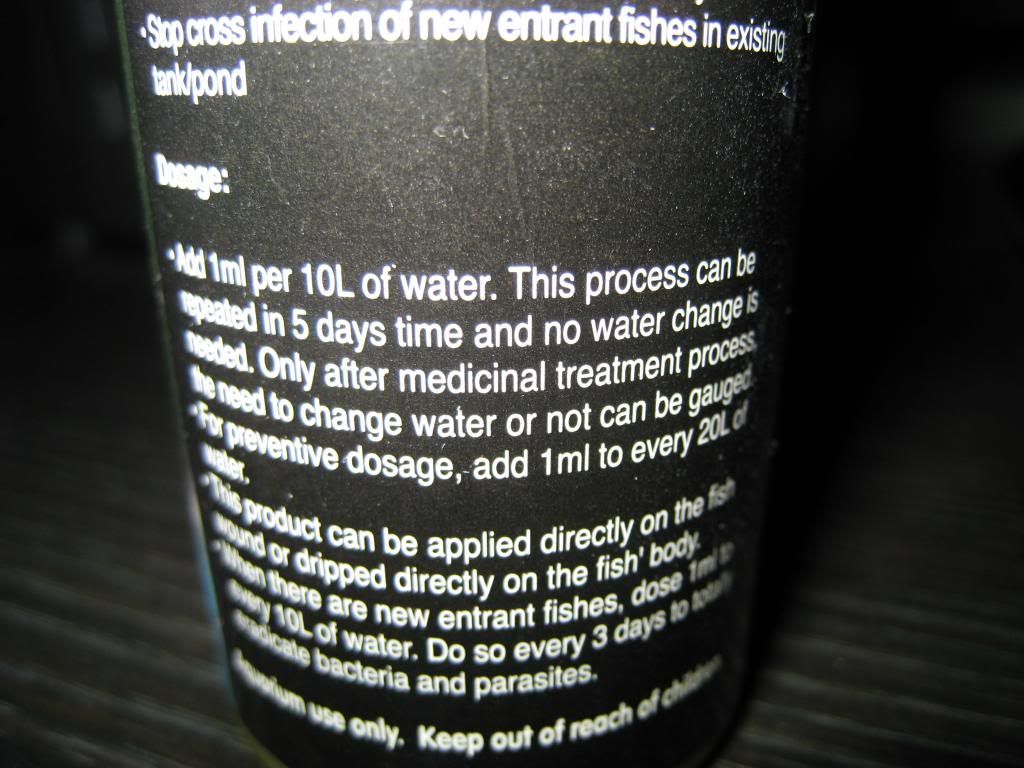 •Stop cross infection of new entrant fishes in existing
tank/pond
Dosage:
•Add 1ml per 10L of water. This process can be
repeated in 5 days time and no water change is
needed. Only after medicinal treatment process,
the need to change water or not can be gauged.
•For preventive dosage, add 1ml to every 20L of
water.
•This product can be applied directly on the fish
wound or dripped directly on the fish' body.
•When there are new entrant fishes, dose 1ml to
every 10L of water. Do so every 3 days to totally
eradicate bacteria and parasites.
Aquarium use only. Keep out of reach of children.